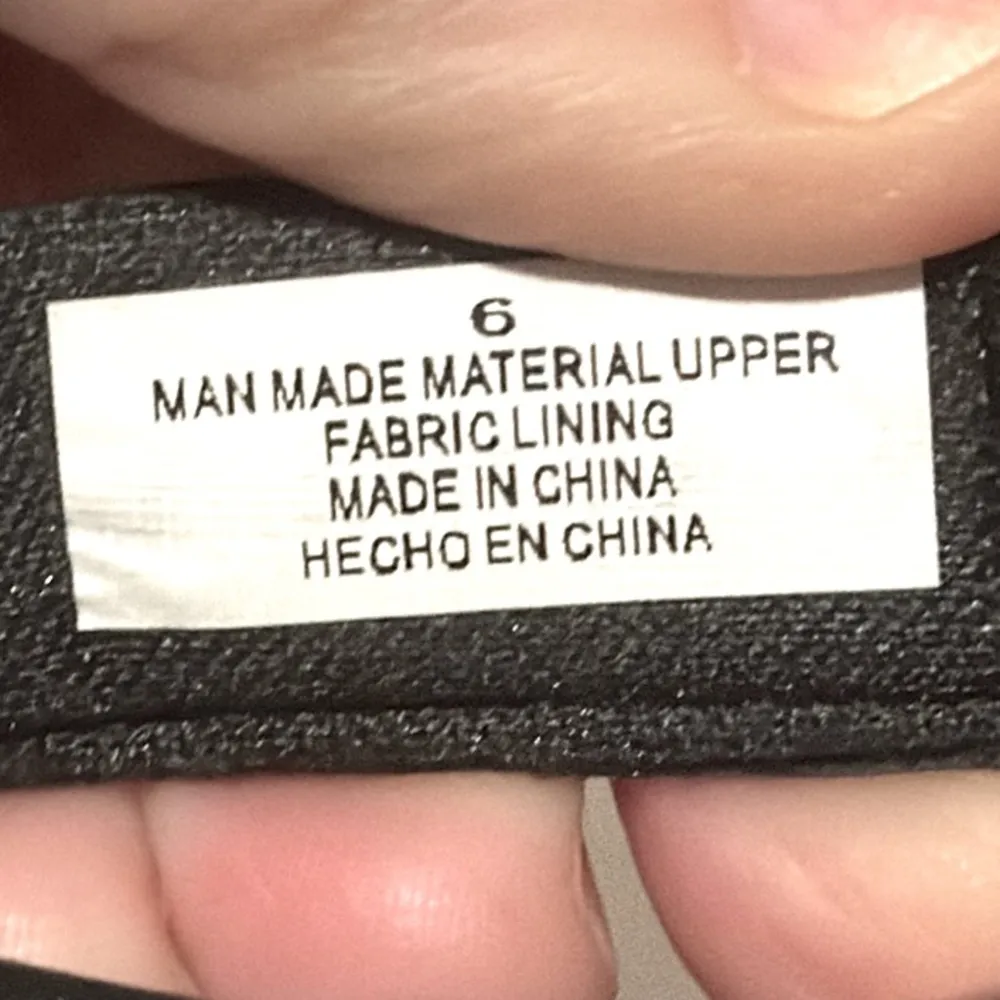 6
MAN MADE MATERIAL UPPER
FABRIC LINING
MADE IN CHINA
HECHO EN CHINA